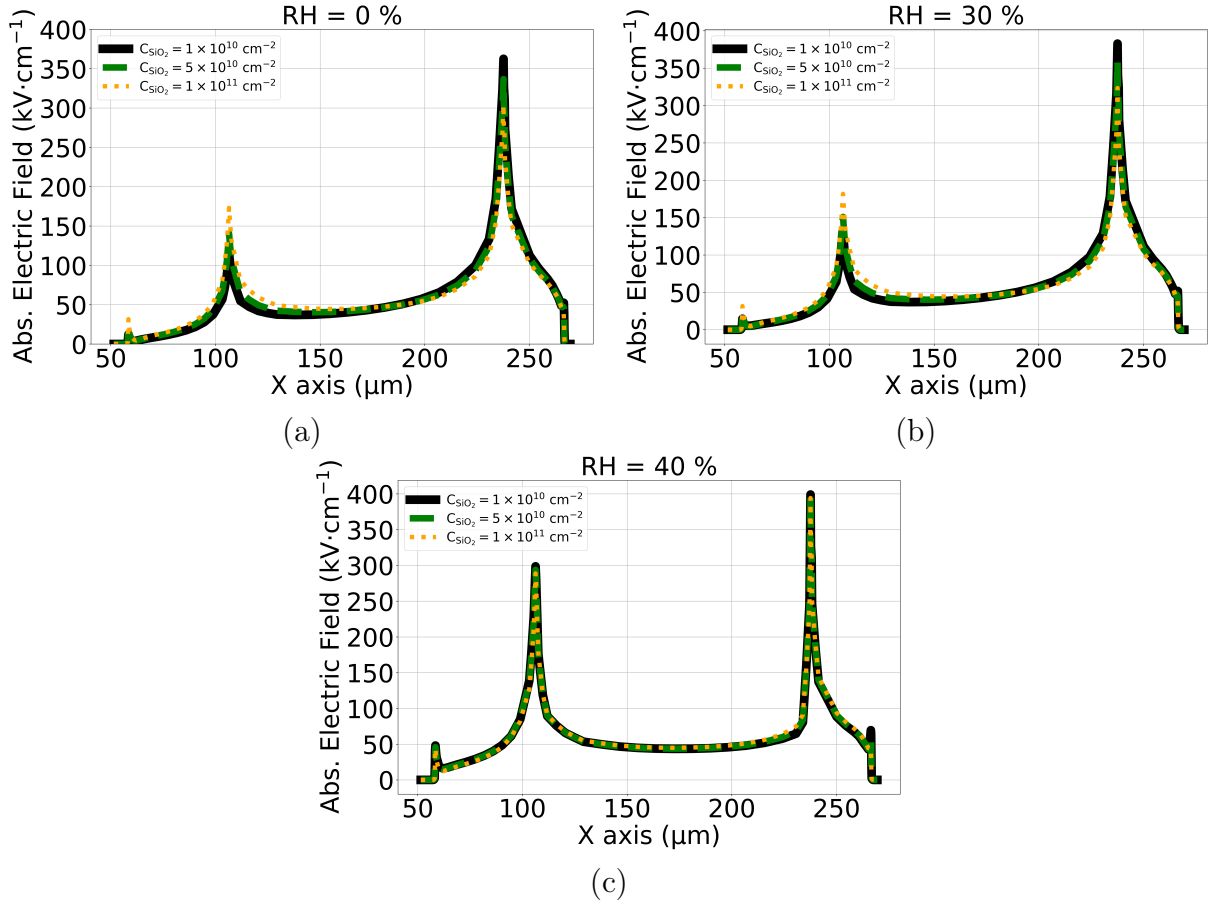 RH = 0 %
Abs. Electric Field (kV·cm⁻¹)
400
350
300
250
200
150
100
50
0
C_SiO₂ = 1 × 10¹⁰ cm⁻²
C_SiO₂ = 5 × 10¹⁰ cm⁻²
C_SiO₂ = 1 × 10¹¹ cm⁻²
50 100 150 200 250
X axis (μm)
(a)
RH = 30 %
Abs. Electric Field (kV·cm⁻¹)
400
350
300
250
200
150
100
50
0
C_SiO₂ = 1 × 10¹⁰ cm⁻²
C_SiO₂ = 5 × 10¹⁰ cm⁻²
C_SiO₂ = 1 × 10¹¹ cm⁻²
50 100 150 200 250
X axis (μm)
(b)
RH = 40 %
Abs. Electric Field (kV·cm⁻¹)
400
350
300
250
200
150
100
50
0
C_SiO₂ = 1 × 10¹⁰ cm⁻²
C_SiO₂ = 5 × 10¹⁰ cm⁻²
C_SiO₂ = 1 × 10¹¹ cm⁻²
50 100 150 200 250
X axis (μm)
(c)